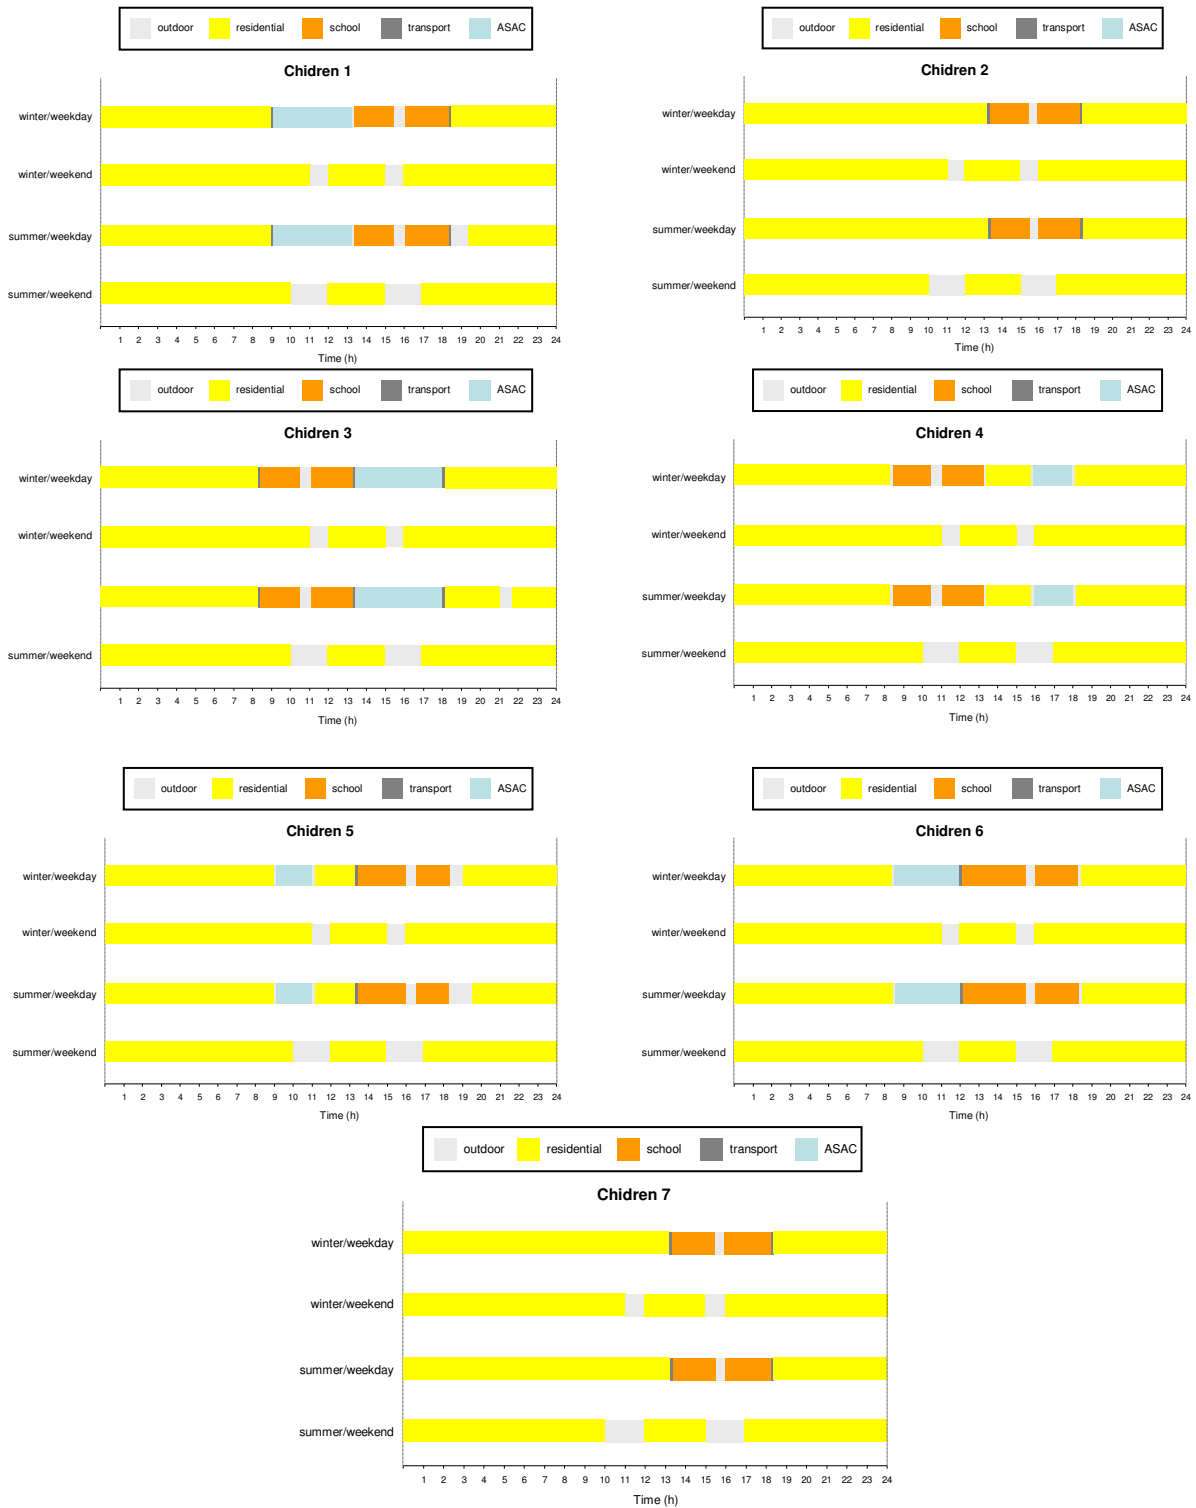 outdoor residential school transport ASAC
Chidren 1
winter/weekday
winter/weekend
summer/weekday
summer/weekend
1 2 3 4 5 6 7 8 9 10 11 12 13 14 15 16 17 18 19 20 21 22 23 24
Time (h)
outdoor residential school transport ASAC
Chidren 2
winter/weekday
winter/weekend
summer/weekday
summer/weekend
1 2 3 4 5 6 7 8 9 10 11 12 13 14 15 16 17 18 19 20 21 22 23 24
Time (h)
outdoor residential school transport ASAC
Chidren 3
winter/weekday
winter/weekend
summer/weekday
summer/weekend
1 2 3 4 5 6 7 8 9 10 11 12 13 14 15 16 17 18 19 20 21 22 23 24
Time (h)
outdoor residential school transport ASAC
Chidren 4
winter/weekday
winter/weekend
summer/weekday
summer/weekend
1 2 3 4 5 6 7 8 9 10 11 12 13 14 15 16 17 18 19 20 21 22 23 24
Time (h)
outdoor residential school transport ASAC
Chidren 5
winter/weekday
winter/weekend
summer/weekday
summer/weekend
1 2 3 4 5 6 7 8 9 10 11 12 13 14 15 16 17 18 19 20 21 22 23 24
Time (h)
outdoor residential school transport ASAC
Chidren 6
winter/weekday
winter/weekend
summer/weekday
summer/weekend
1 2 3 4 5 6 7 8 9 10 11 12 13 14 15 16 17 18 19 20 21 22 23 24
Time (h)
outdoor residential school transport ASAC
Chidren 7
winter/weekday
winter/weekend
summer/weekday
summer/weekend
1 2 3 4 5 6 7 8 9 10 11 12 13 14 15 16 17 18 19 20 21 22 23 24
Time (h)